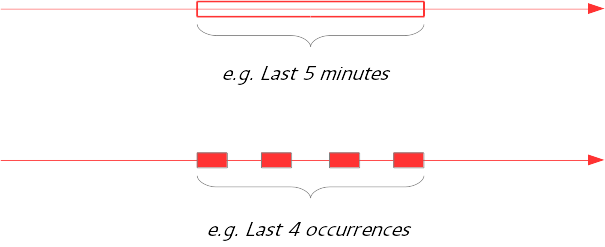 e.g. Last 5 minutes
e.g. Last 4 occurrences